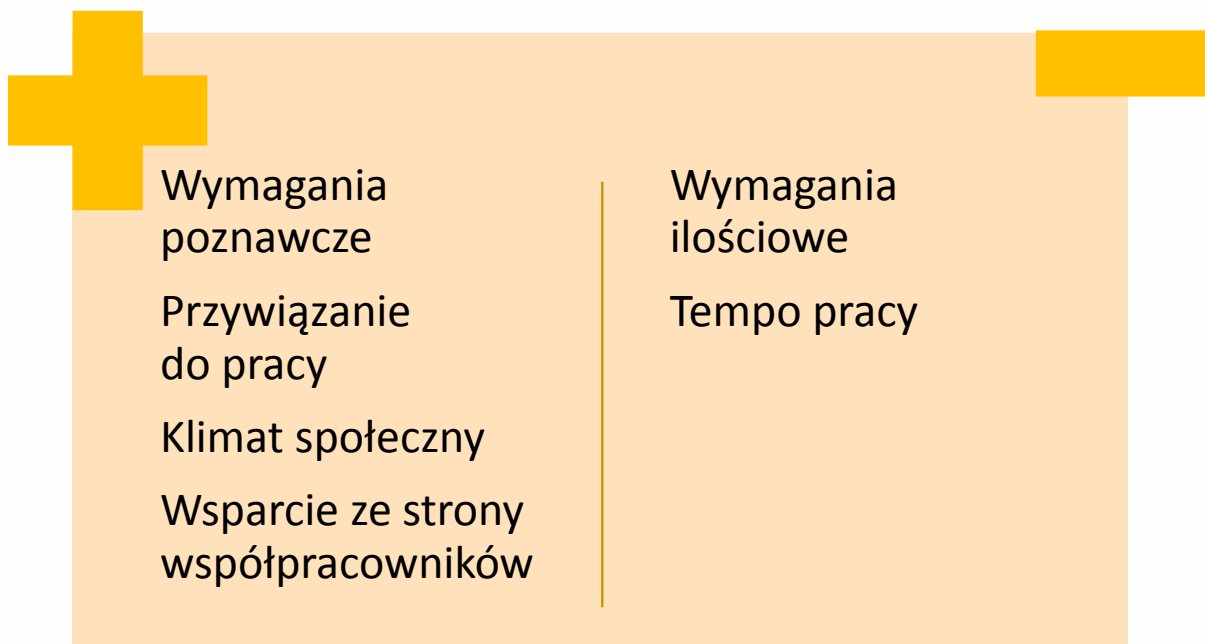 Wymagania
poznawcze
Przywiązanie
do pracy
Klimat społeczny
Wsparcie ze strony
współpracowników
Wymagania
ilościowe
Tempo pracy